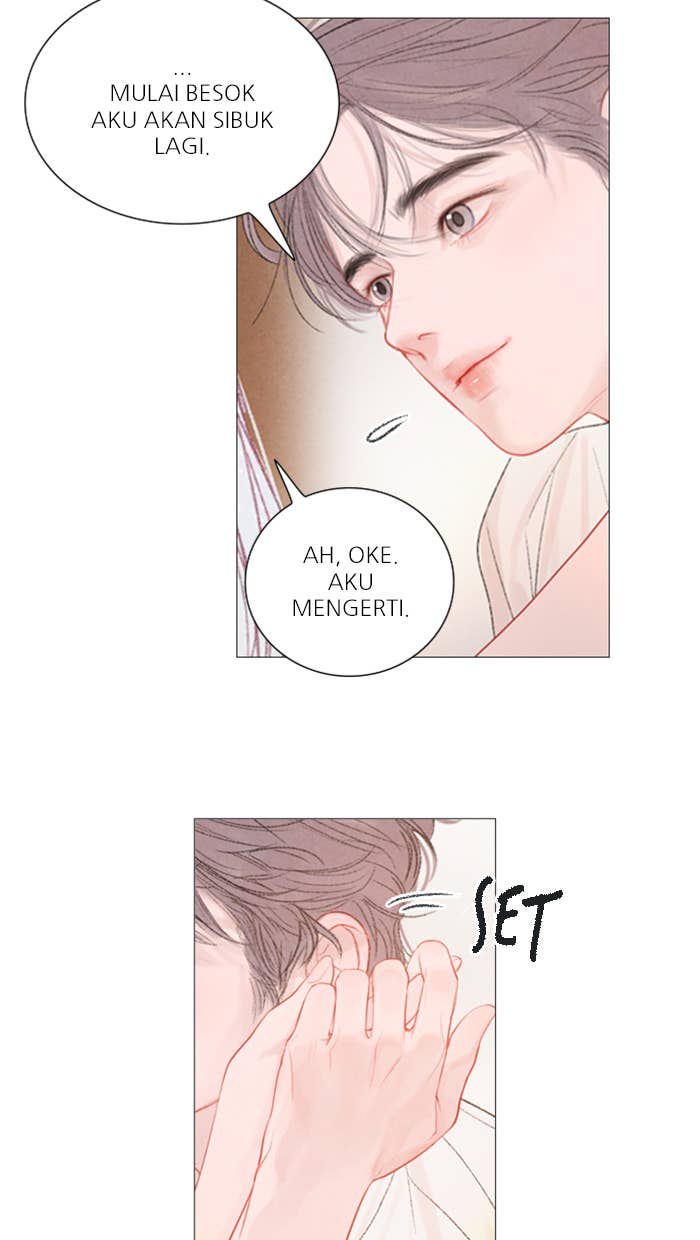 ...
MULAI BESOK
AKU AKAN SIBUK
LAGI.
AH, OKE.
AKU
MENGERTI.
SET